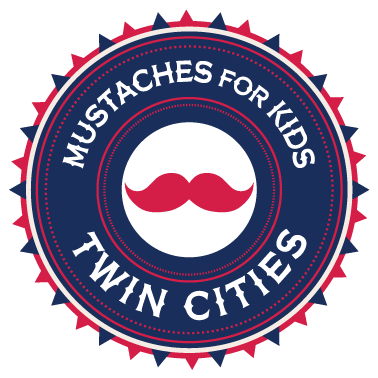 MUSTACHES FOR KIDS
TWIN CITIES